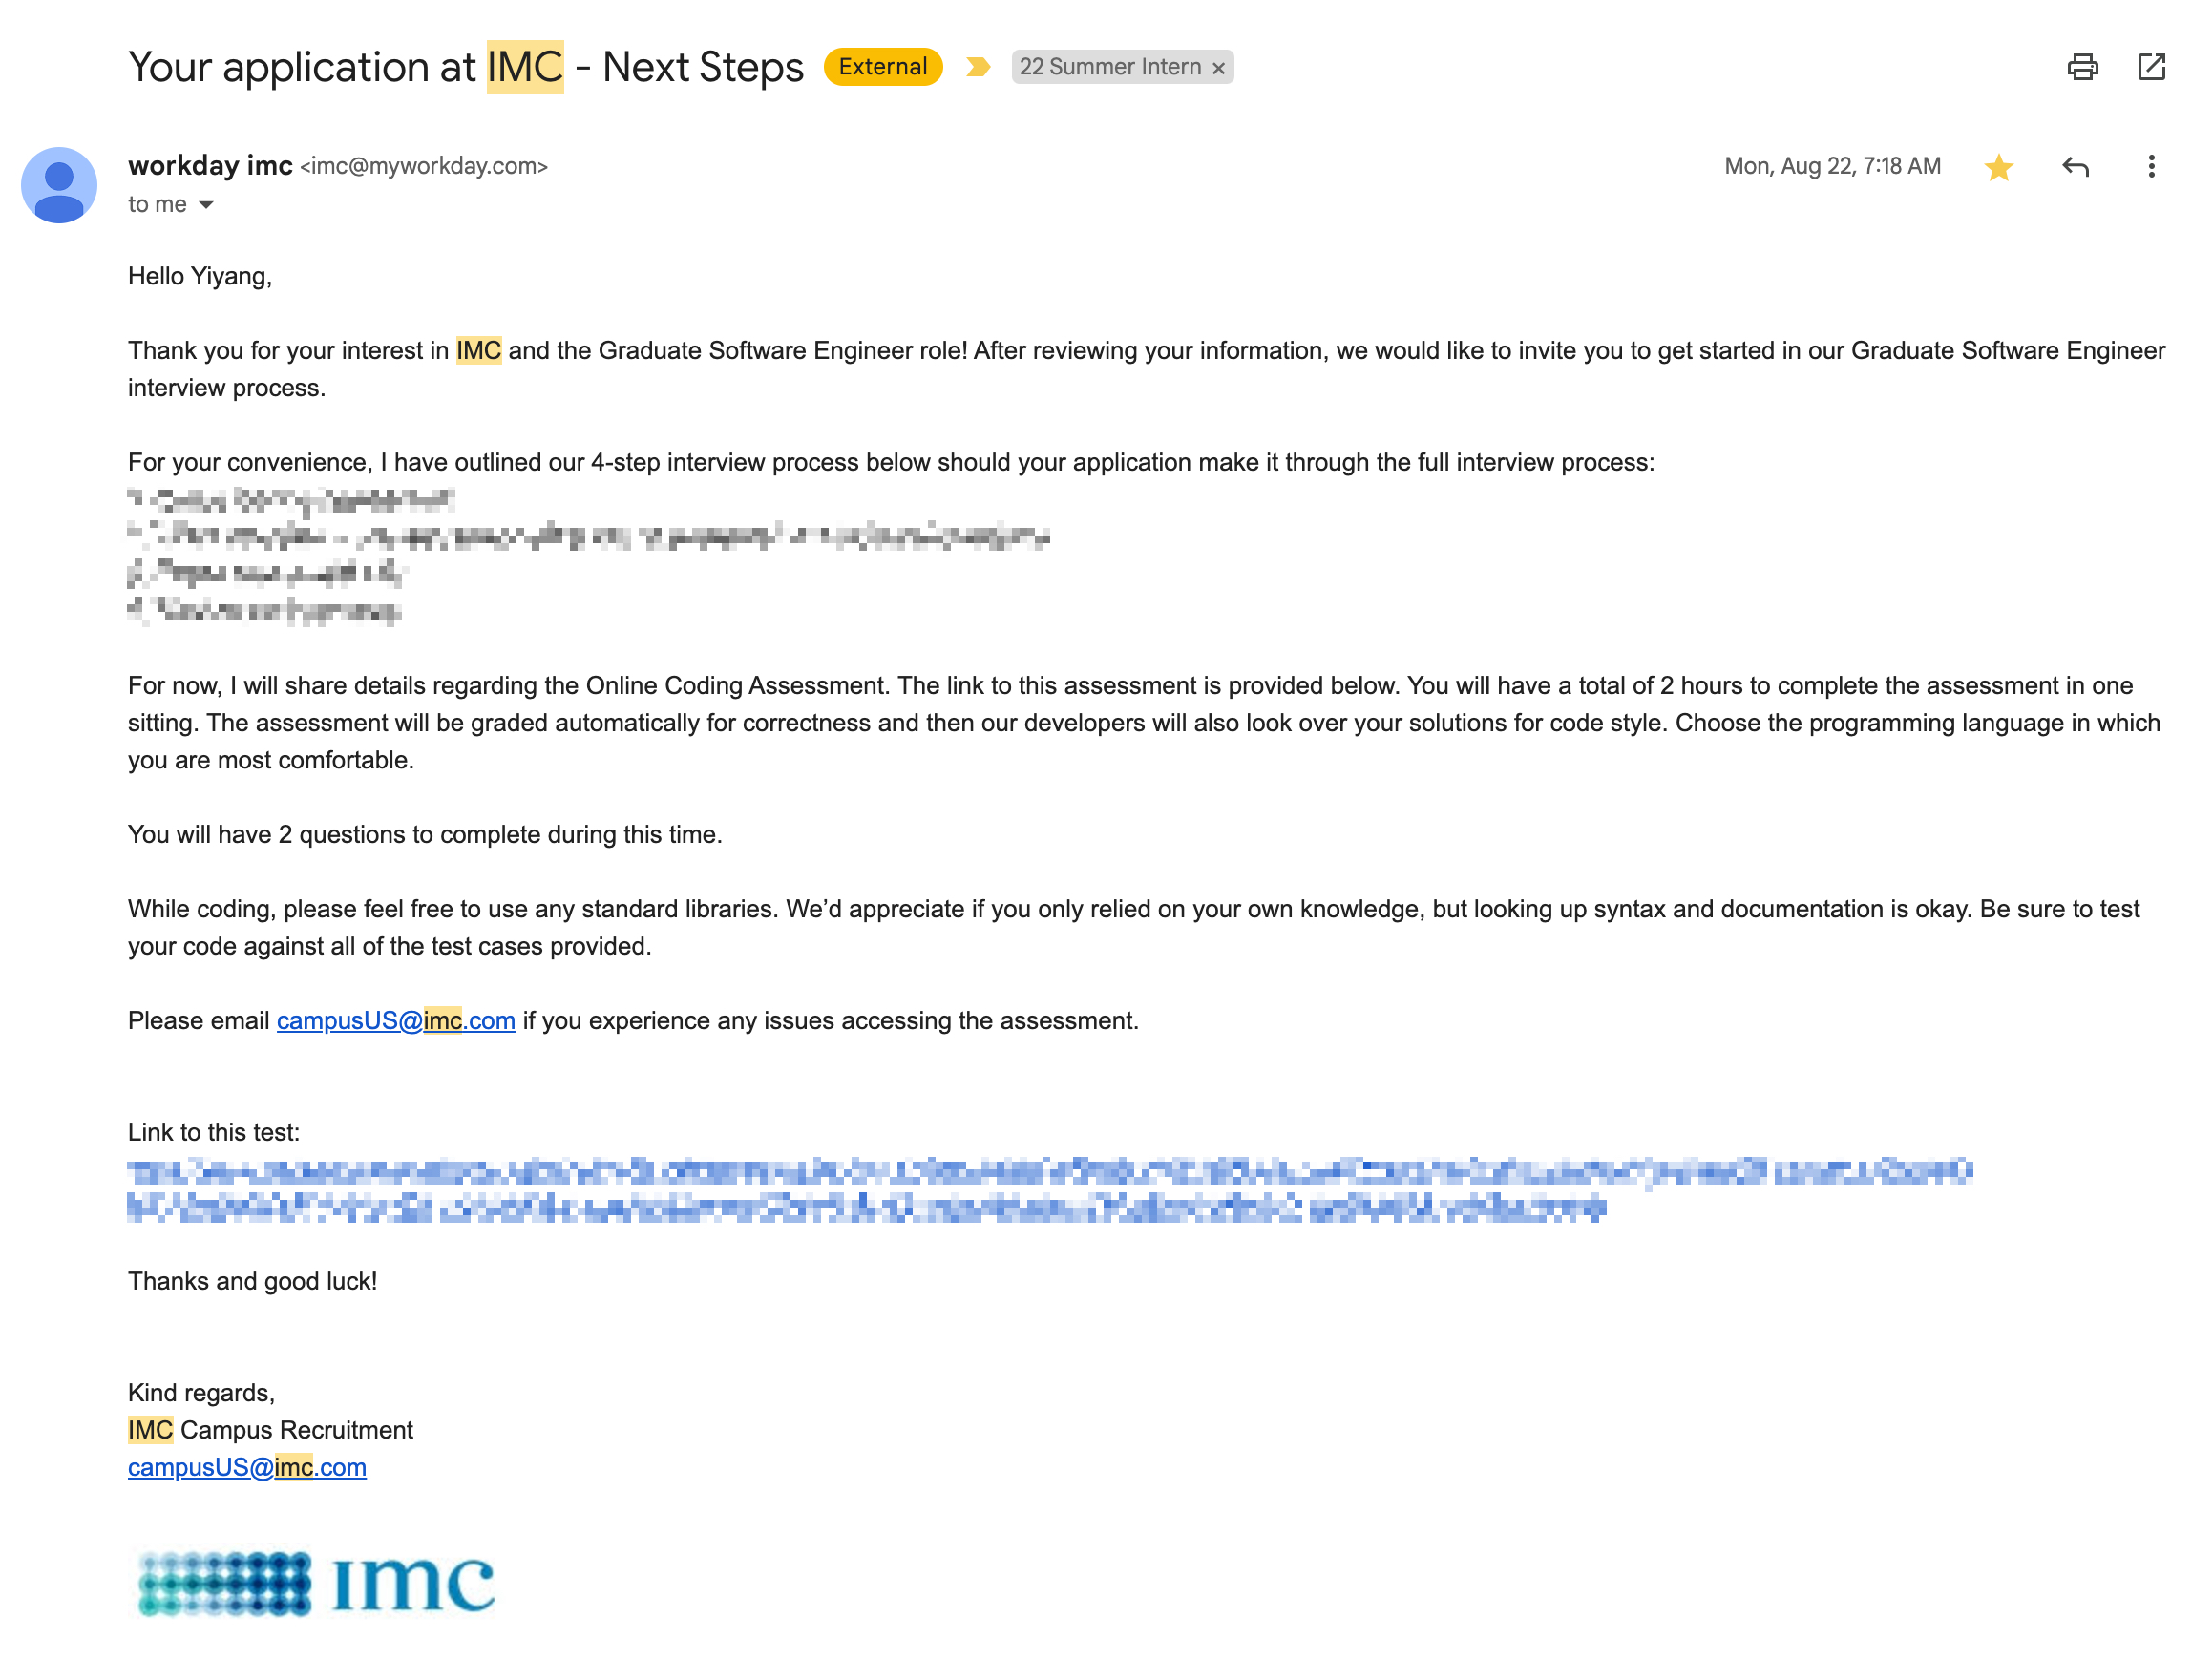 Your application at IMC - Next Steps External 22 Summer Intern ×
workday imc <imc@myworkday.com> Mon, Aug 22, 7:18 AM
to me
Hello Yiyang,
Thank you for your interest in IMC and the Graduate Software Engineer role! After reviewing your information, we would like to invite you to get started in our Graduate Software Engineer
interview process.
For your convenience, I have outlined our 4-step interview process below should your application make it through the full interview process:
For now, I will share details regarding the Online Coding Assessment. The link to this assessment is provided below. You will have a total of 2 hours to complete the assessment in one
sitting. The assessment will be graded automatically for correctness and then our developers will also look over your solutions for code style. Choose the programming language in which
you are most comfortable.
You will have 2 questions to complete during this time.
While coding, please feel free to use any standard libraries. We’d appreciate if you only relied on your own knowledge, but looking up syntax and documentation is okay. Be sure to test
your code against all of the test cases provided.
Please email campusUS@imc.com if you experience any issues accessing the assessment.
Link to this test:
Thanks and good luck!
Kind regards,
IMC Campus Recruitment
campusUS@imc.com
imc